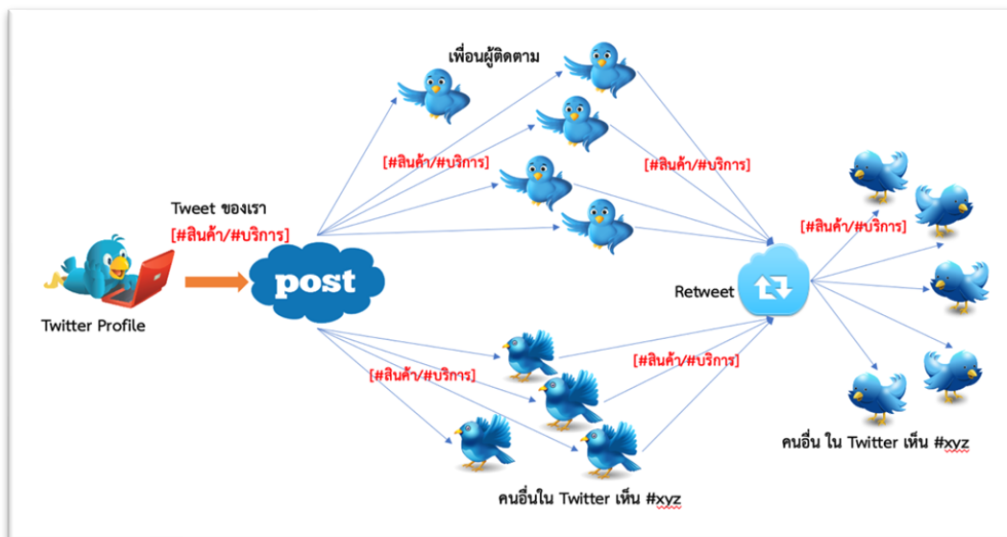 เพื่อนผู้ติดตาม
[#สินค้า/#บริการ]
[#สินค้า/#บริการ]
Tweet ของเรา
[#สินค้า/#บริการ]
[#สินค้า/#บริการ]
post
Retweet
Twitter Profile
[#สินค้า/#บริการ]
[#สินค้า/#บริการ]
คนอื่น ใน Twitter เห็น #xyz
คนอื่นใน Twitter เห็น #xyz